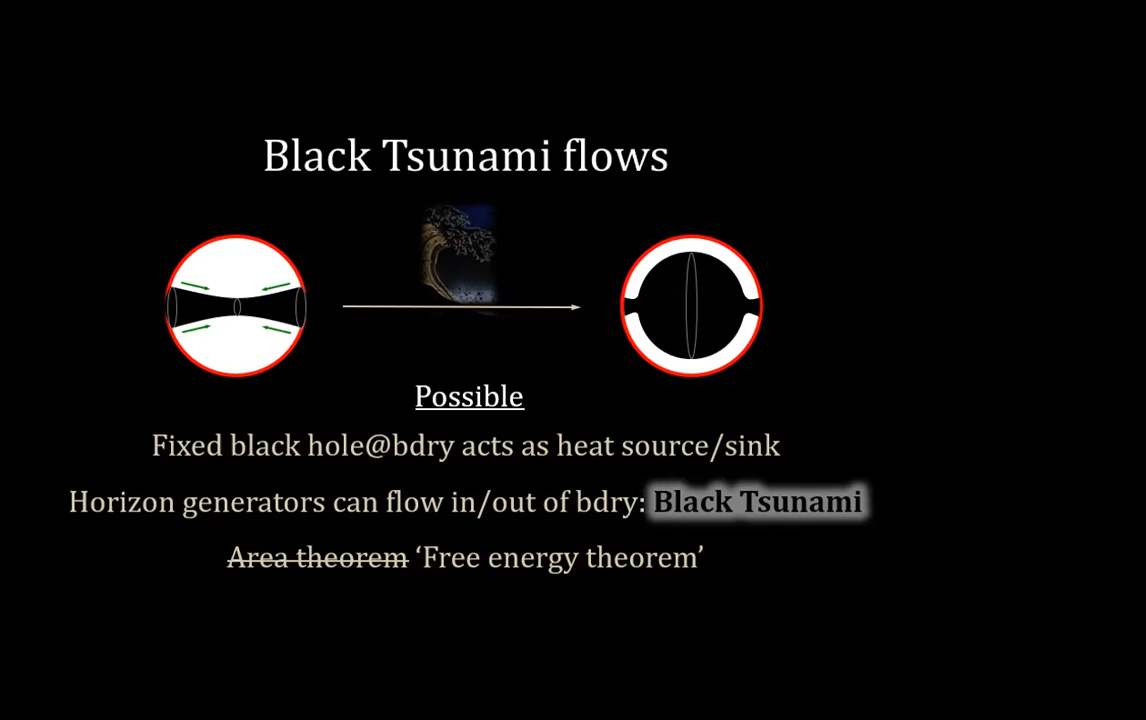 Black Tsunami flows
Possible
Fixed black hole@bdry acts as heat source/sink
Horizon generators can flow in/out of bdry: Black Tsunami
Area theorem ‘Free energy theorem’